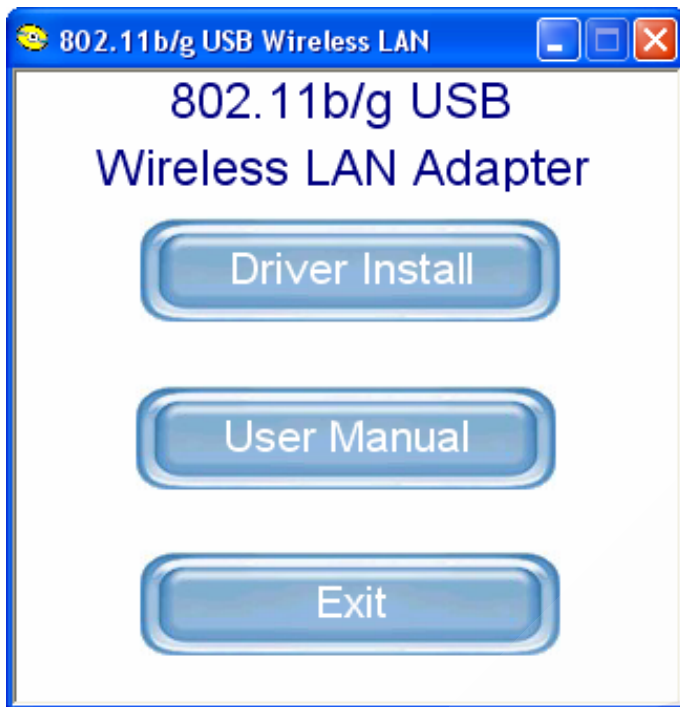 802.11b/g USB Wireless LAN
802.11b/g USB
Wireless LAN Adapter
Driver Install
User Manual
Exit